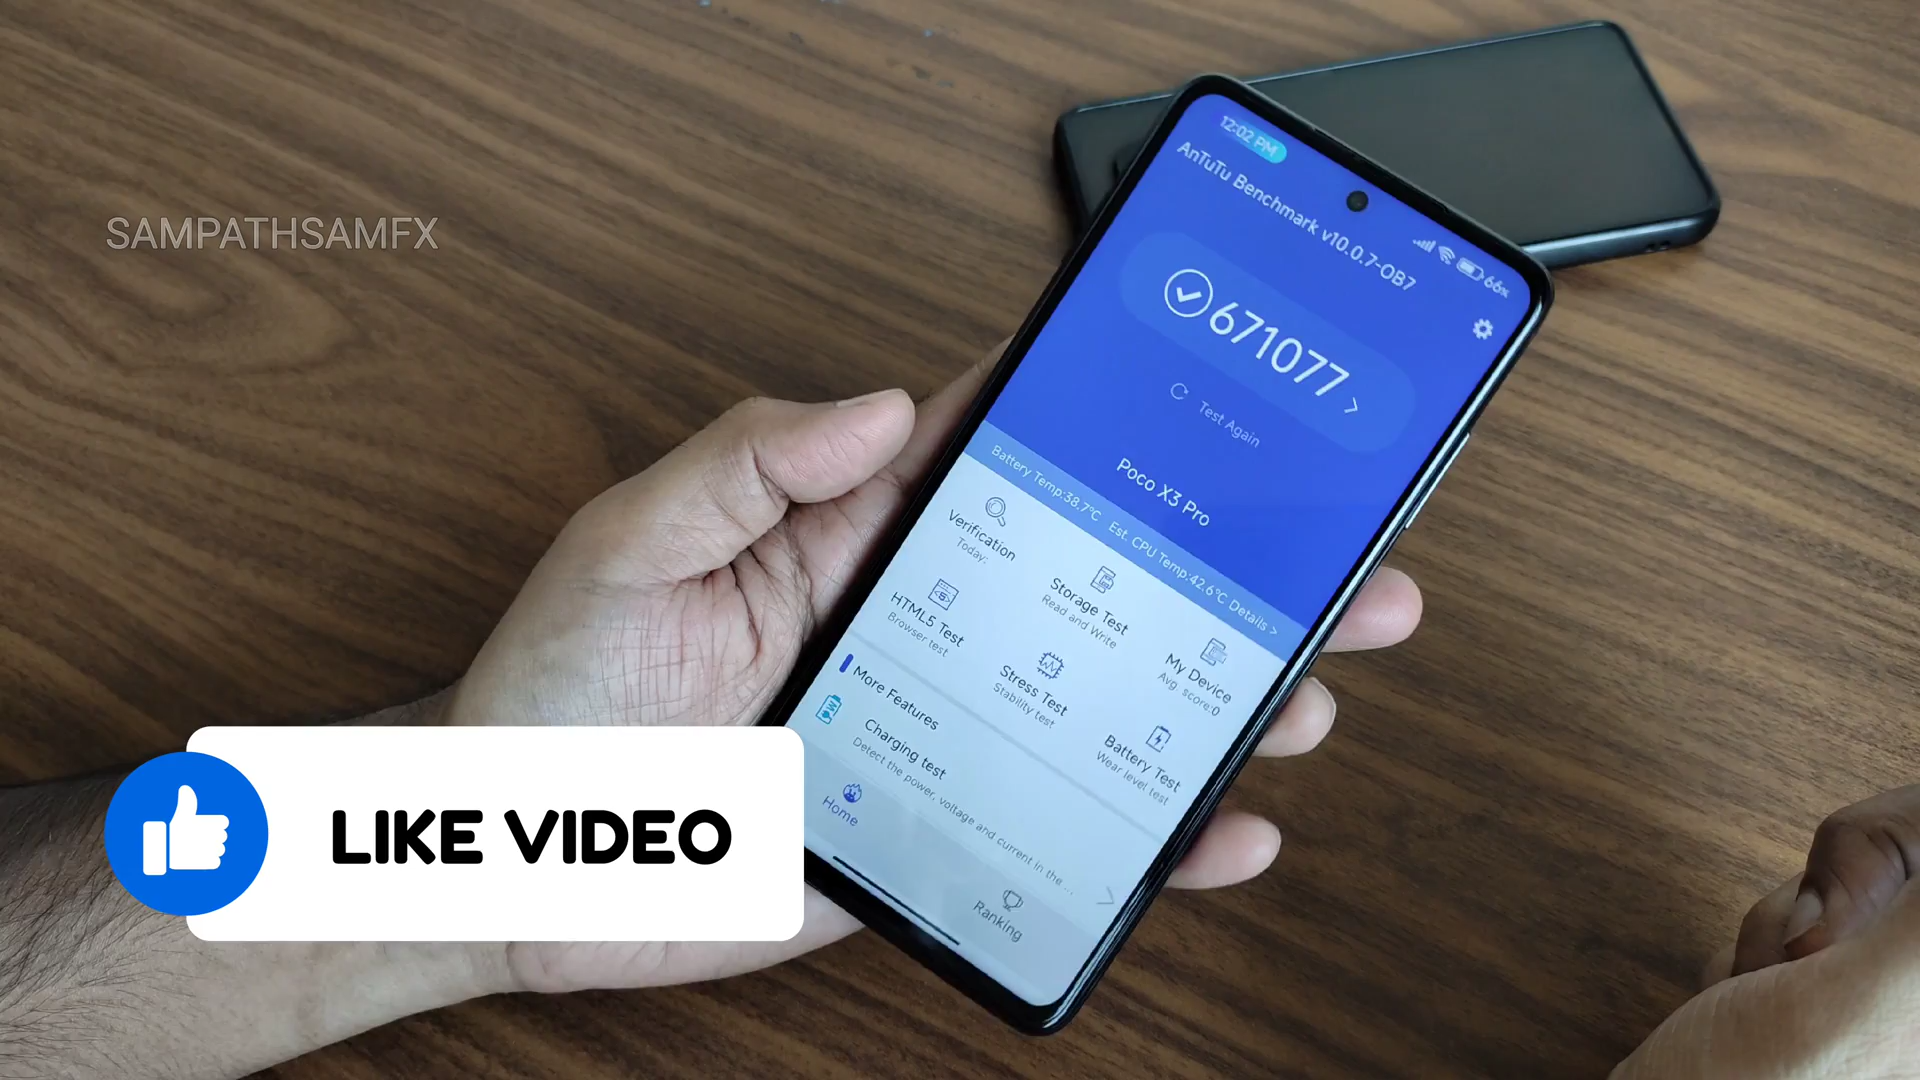 12:02 PM
66%
AnTuTu Benchmark v10.0.7-OB7
SAMPATHSAMFX
671077
Test Again
Poco X3 Pro
Battery Temp:38.7°C Est. CPU Temp:42.6°C Details >
Verification
Today:
Storage Test
Read and Write
My Device
Avg. score:0
HTML5 Test
Browser test
Stress Test
Stability test
Battery Test
Wear level test
More Features
Charging test
Detect the power, voltage and current in the ...
Home
Ranking
LIKE VIDEO